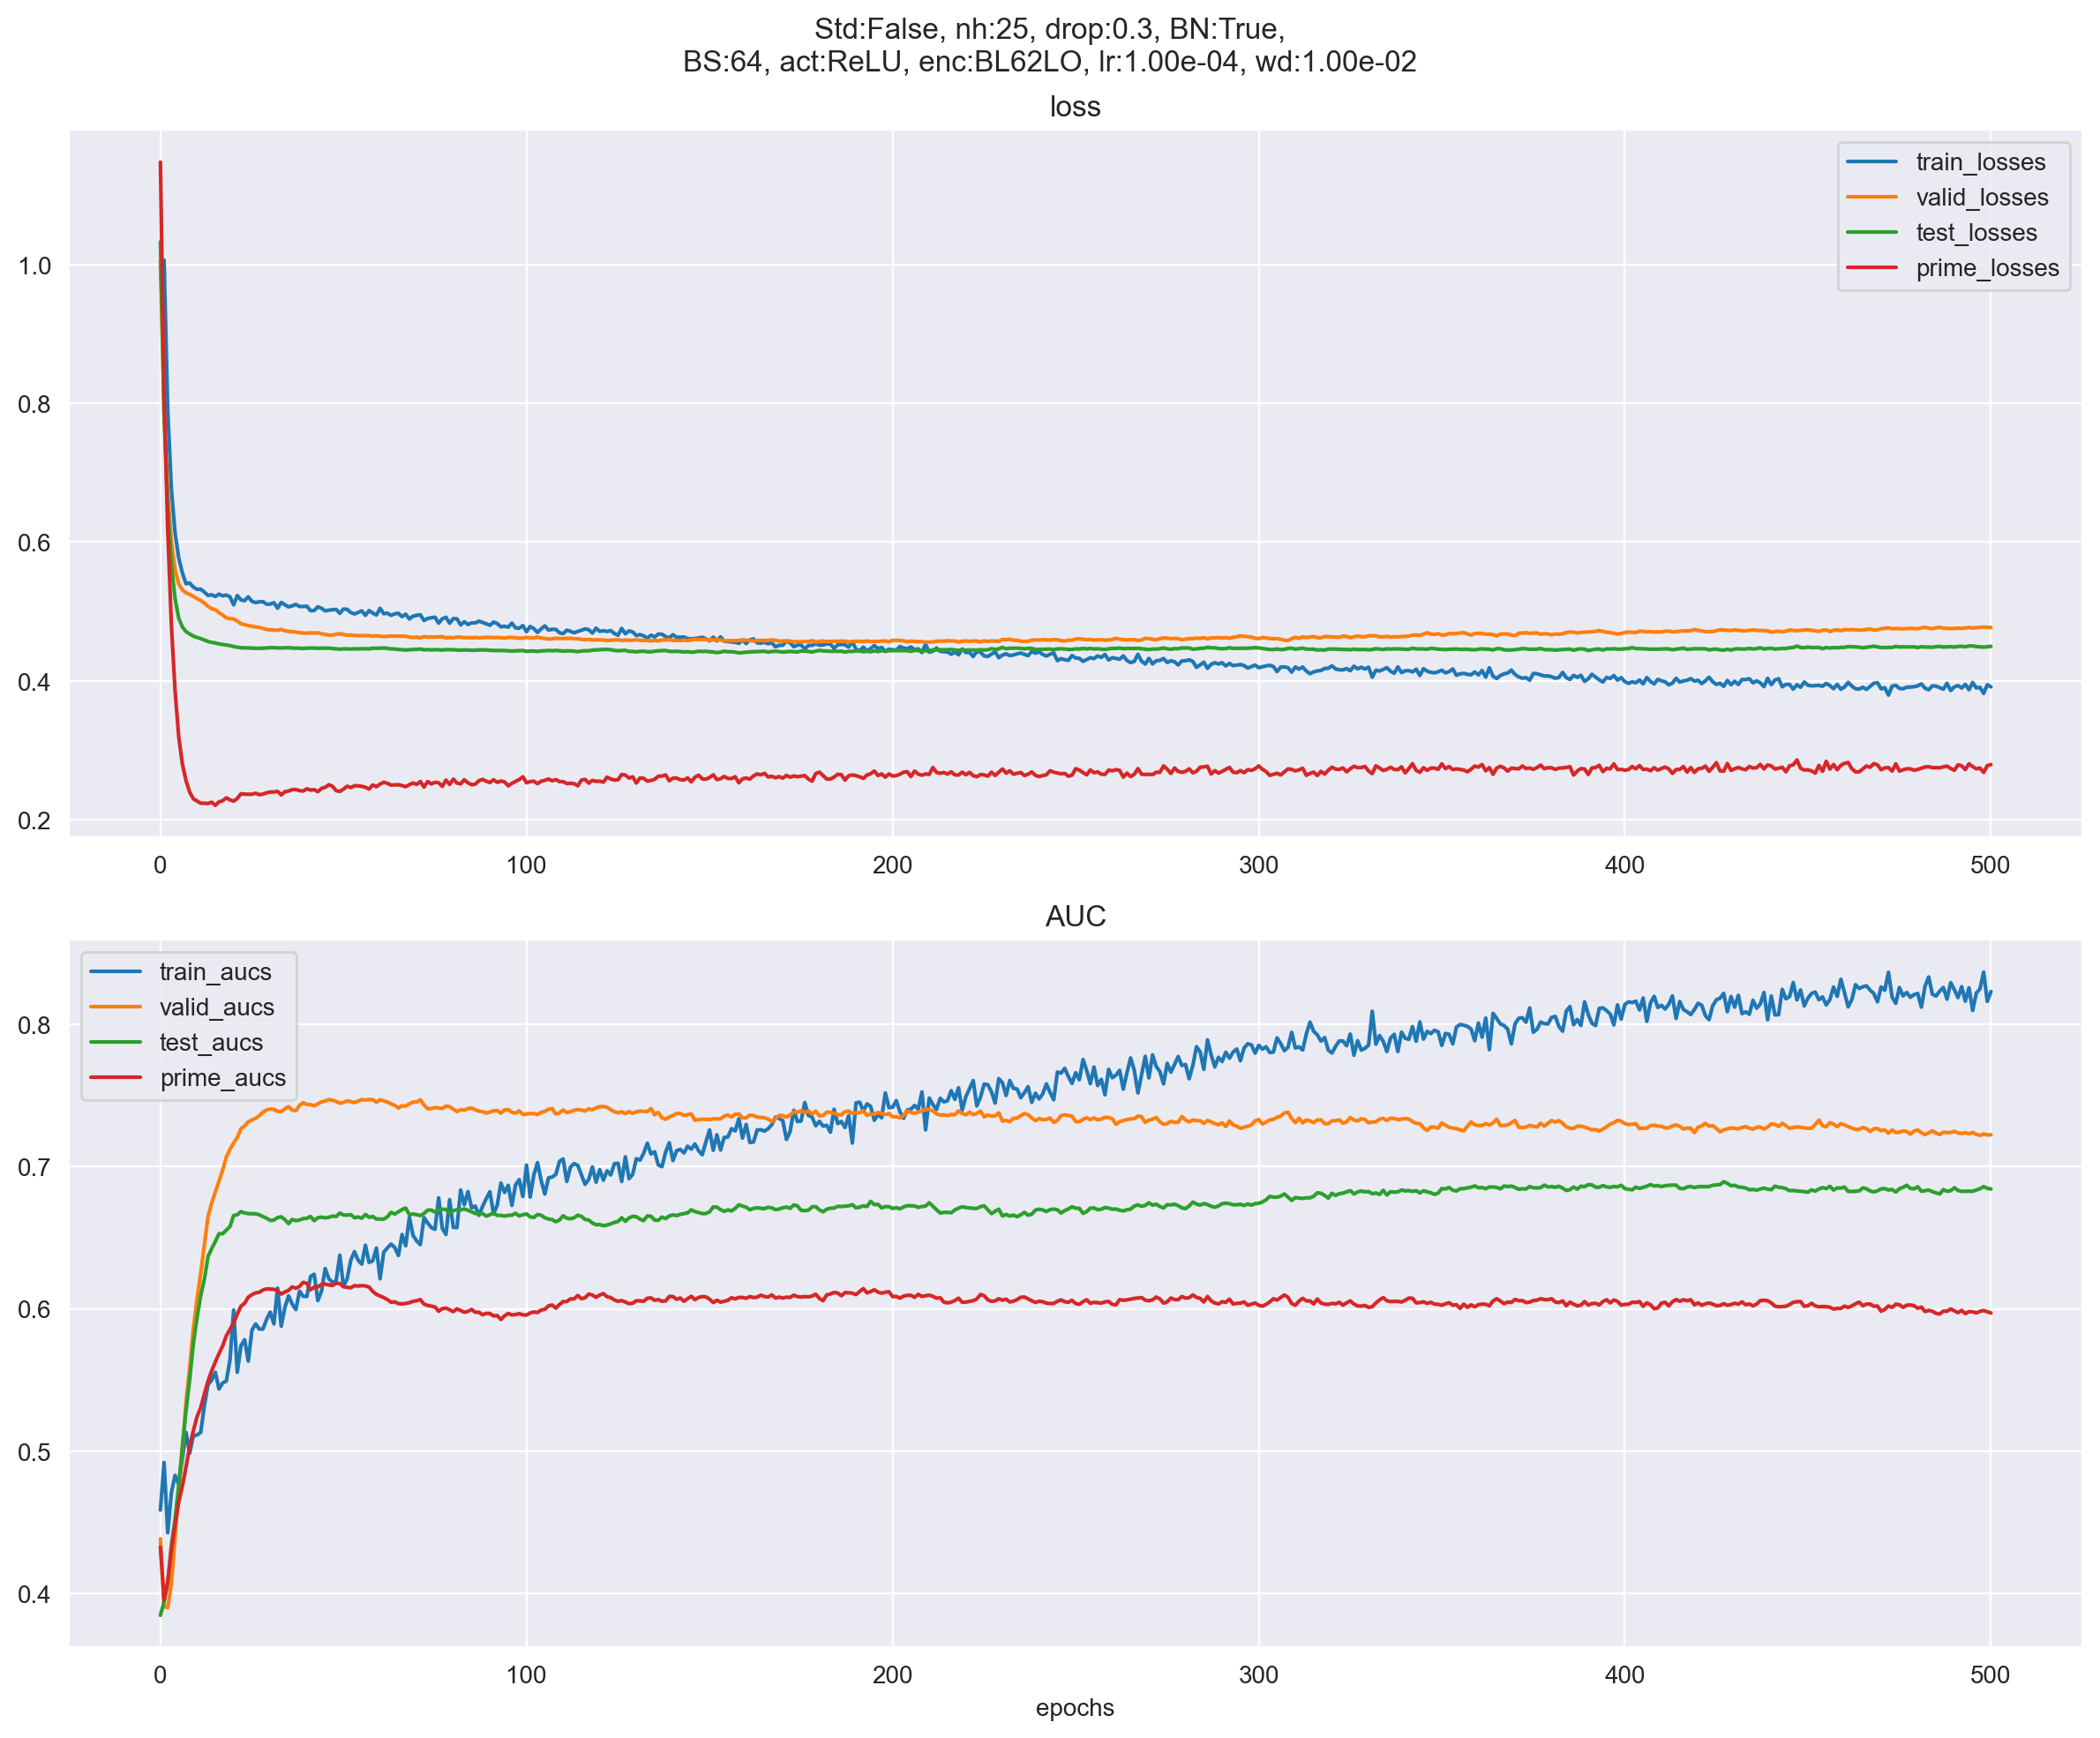 Std:False, nh:25, drop:0.3, BN:True,
BS:64, act:ReLU, enc:BL62LO, lr:1.00e-04, wd:1.00e-02
loss
train_losses
valid_losses
test_losses
prime_losses
1.0
0.8
0.6
0.4
0.2
0 100 200 300 400 500
AUC
train_aucs
valid_aucs
test_aucs
prime_aucs
0.8
0.7
0.6
0.5
0.4
0 100 200 300 400 500
epochs